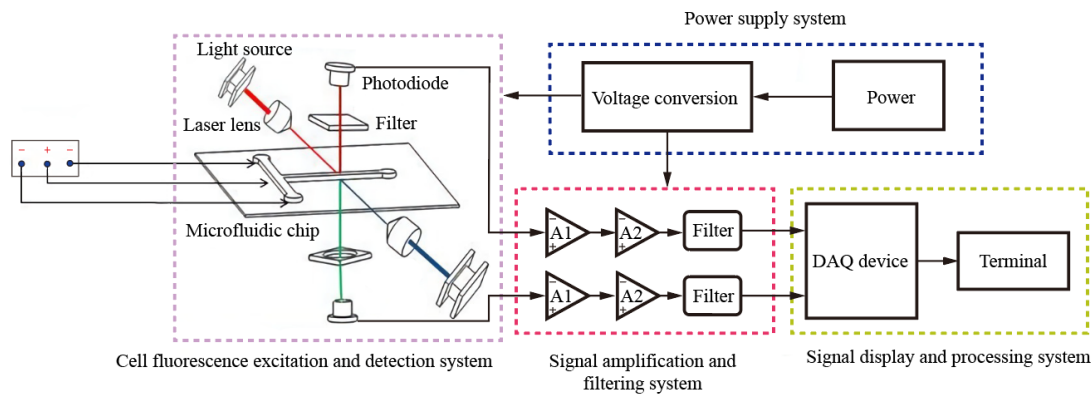 Power supply system
Light source
Photodiode
Voltage conversion
Power
Laser lens
Filter
− + −
Microfluidic chip
− A1 +
− A2 +
Filter
DAQ device
Terminal
− A1 +
− A2 +
Filter
Cell fluorescence excitation and detection system
Signal amplification and
filtering system
Signal display and processing system